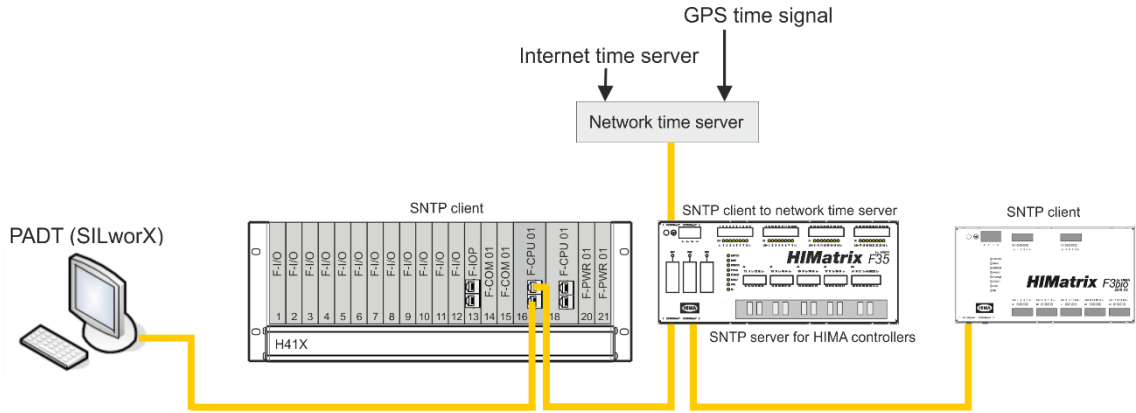 GPS time signal
Internet time server
Network time server
SNTP client
SNTP client to network time server
SNTP client
PADT (SILworX)
F-I/O
F-I/O
F-I/O
F-I/O
F-I/O
F-I/O
F-I/O
F-I/O
F-I/O
F-I/O
F-I/O
F-I/O
F-IOP
F-COM 01
F-COM 01
F-CPU 01
F-CPU 01
F-PWR 01
F-PWR 01
1 2 3 4 5 6 7 8 9 10 11 12 13 14 15 16 18 20 21
H41X
HIMatrix F35
HIMA
SNTP server for HIMA controllers
HIMatrix F3
HIMA